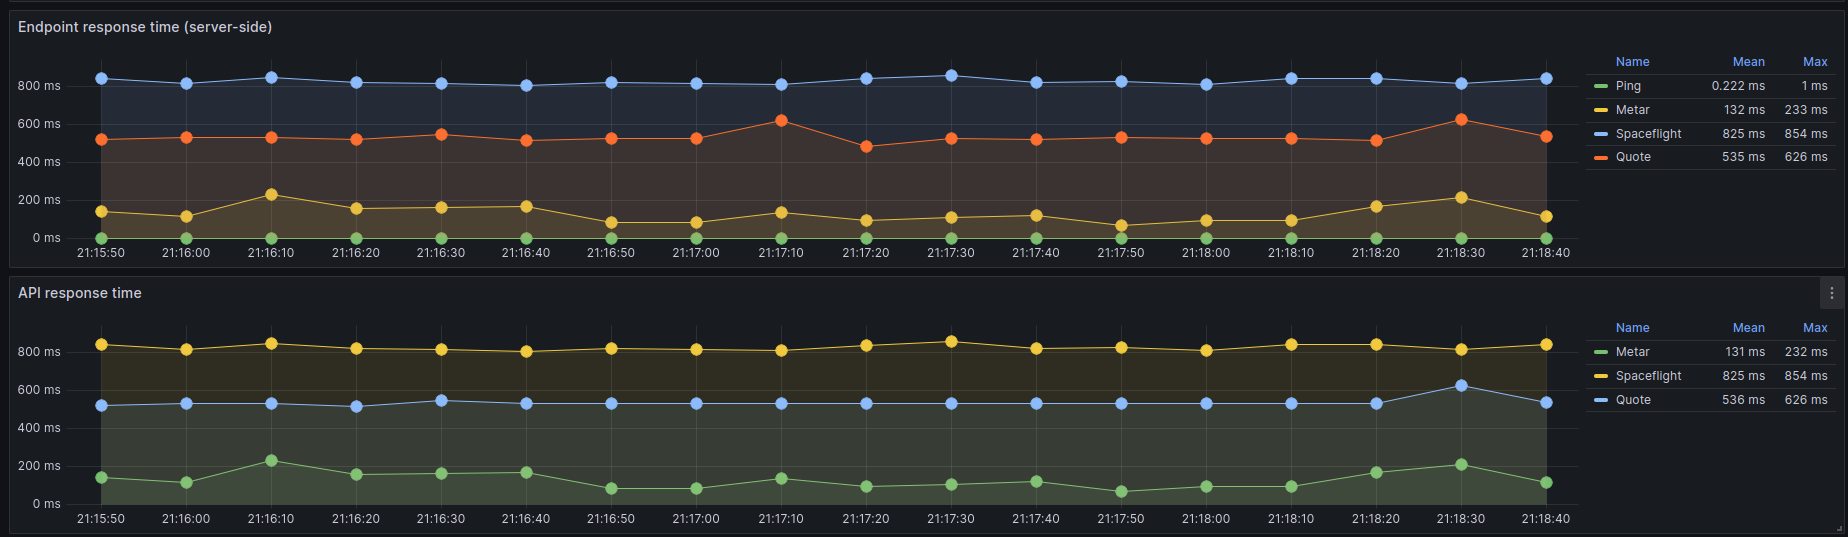 Endpoint response time (server-side)
Name Mean Max
800 ms
Ping 0.222 ms 1 ms
Metar 132 ms 233 ms
600 ms
Spaceflight 825 ms 854 ms
Quote 535 ms 626 ms
400 ms
200 ms
0 ms
21:15:50 21:16:00 21:16:10 21:16:20 21:16:30 21:16:40 21:16:50 21:17:00 21:17:10 21:17:20 21:17:30 21:17:40 21:17:50 21:18:00 21:18:10 21:18:20 21:18:30 21:18:40
API response time
Name Mean Max
800 ms
Metar 131 ms 232 ms
Spaceflight 825 ms 854 ms
600 ms
Quote 536 ms 626 ms
400 ms
200 ms
0 ms
21:15:50 21:16:00 21:16:10 21:16:20 21:16:30 21:16:40 21:16:50 21:17:00 21:17:10 21:17:20 21:17:30 21:17:40 21:17:50 21:18:00 21:18:10 21:18:20 21:18:30 21:18:40